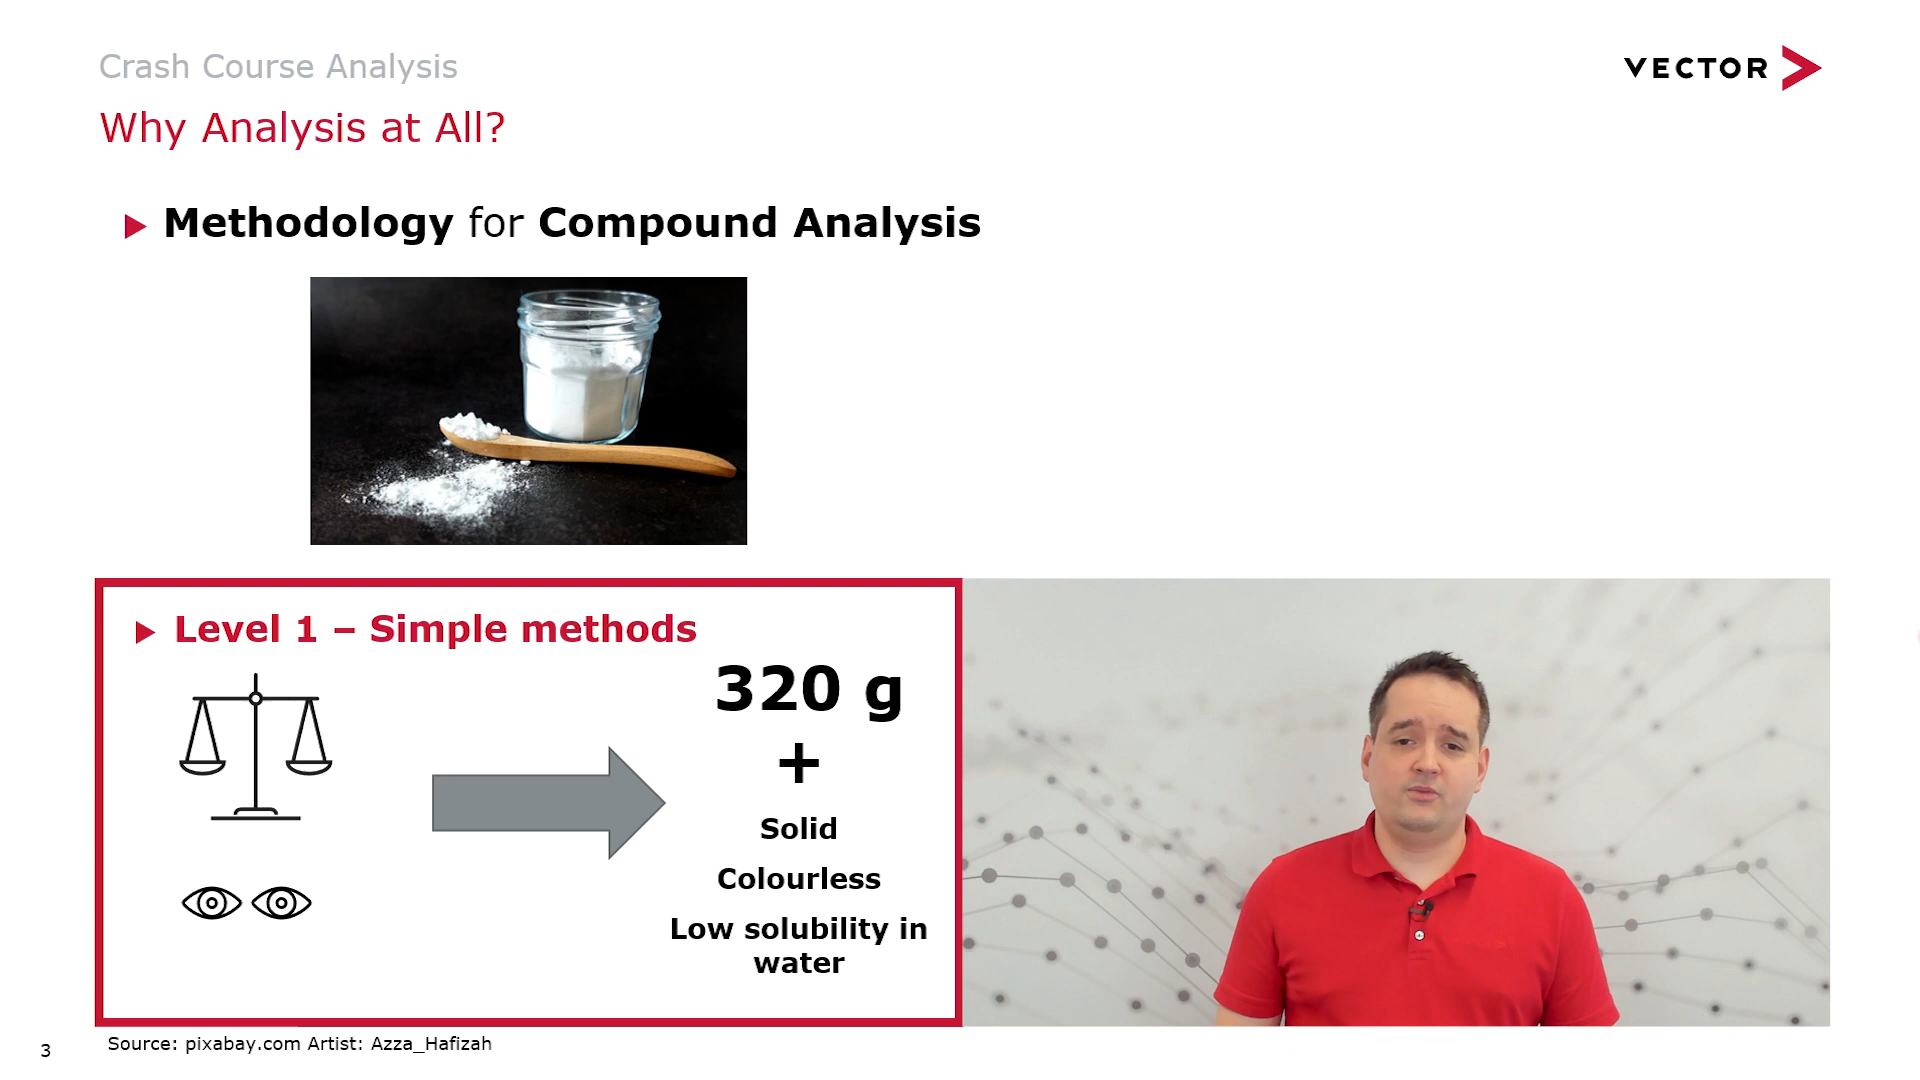 Crash Course Analysis
VECTOR
Why Analysis at All?
Methodology for Compound Analysis
Level 1 – Simple methods
320 g
+
Solid
Colourless
Low solubility in
water
3
Source: pixabay.com Artist: Azza_Hafizah